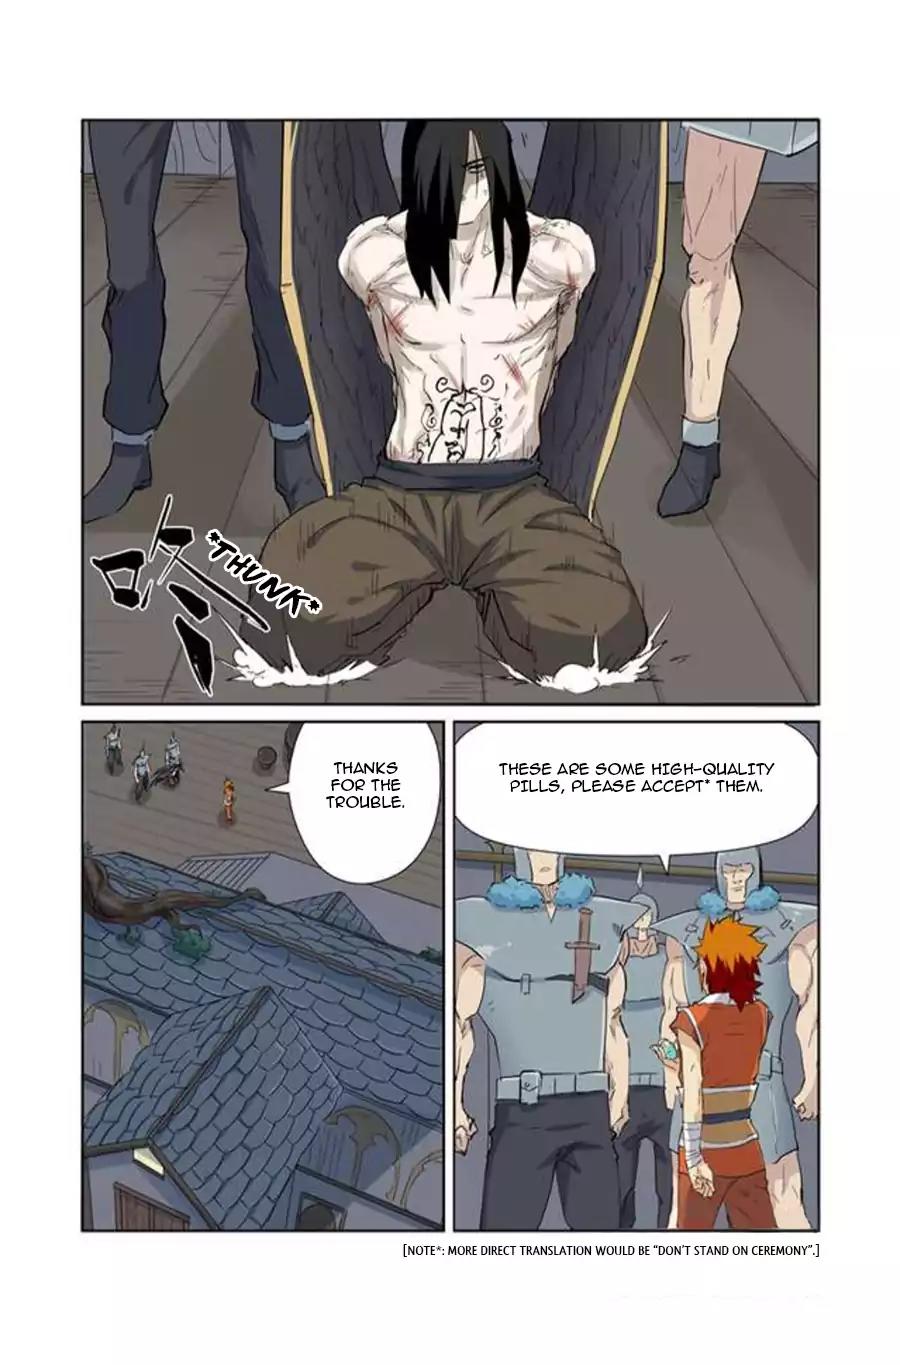 咚
*THUNK*
THANKS
FOR THE
TROUBLE.
THESE ARE SOME HIGH-QUALITY
PILLS, PLEASE ACCEPT* THEM.
[NOTE*: MORE DIRECT TRANSLATION WOULD BE “DON'T STAND ON CEREMONY”.]